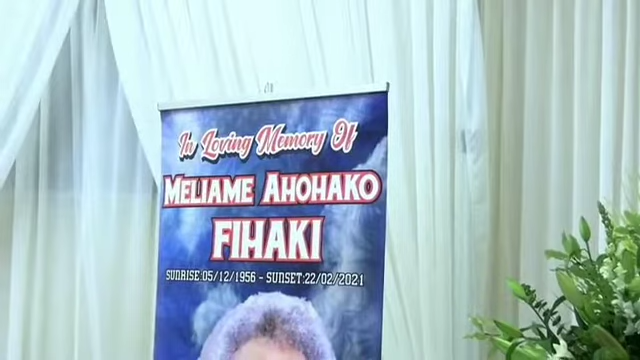 In Loving Memory Of
MELIAME AHOHAKO
FIHAKI
SUNRISE:05/12/1956 - SUNSET:22/02/2021